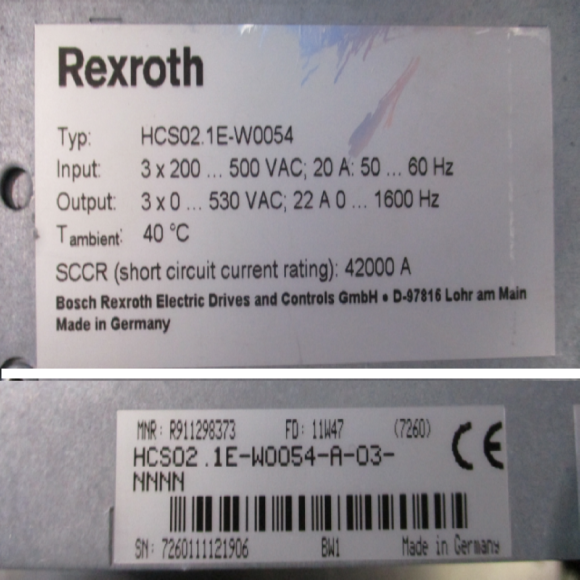 Rexroth
Typ: HCS02.1E-W0054
Input: 3 x 200 ... 500 VAC; 20 A: 50 ... 60 Hz
Output: 3 x 0 ... 530 VAC; 22 A 0 ... 1600 Hz
Tambient: 40 °C
SCCR (short circuit current rating): 42000 A
Bosch Rexroth Electric Drives and Controls GmbH • D-97816 Lohr am Main
Made in Germany
MNR: R911298373 FD: 11W47 (7260)
HCS02.1E-W0054-A-03-
NNNN
CE
SN: 7260111121906 BW1 Made in Germany